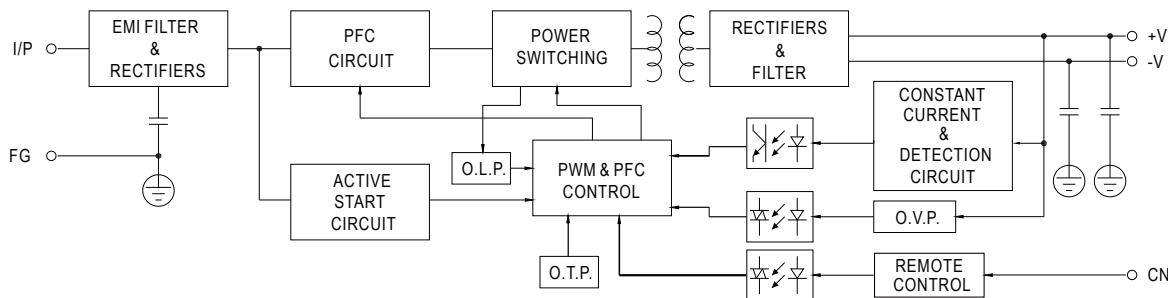 I/P
EMI FILTER
&
RECTIFIERS
PFC
CIRCUIT
POWER
SWITCHING
RECTIFIERS
&
FILTER
+V
-V
CONSTANT
CURRENT
&
DETECTION
CIRCUIT
FG
O.L.P.
PWM & PFC
CONTROL
ACTIVE
START
CIRCUIT
O.V.P.
O.T.P.
REMOTE
CONTROL
CN